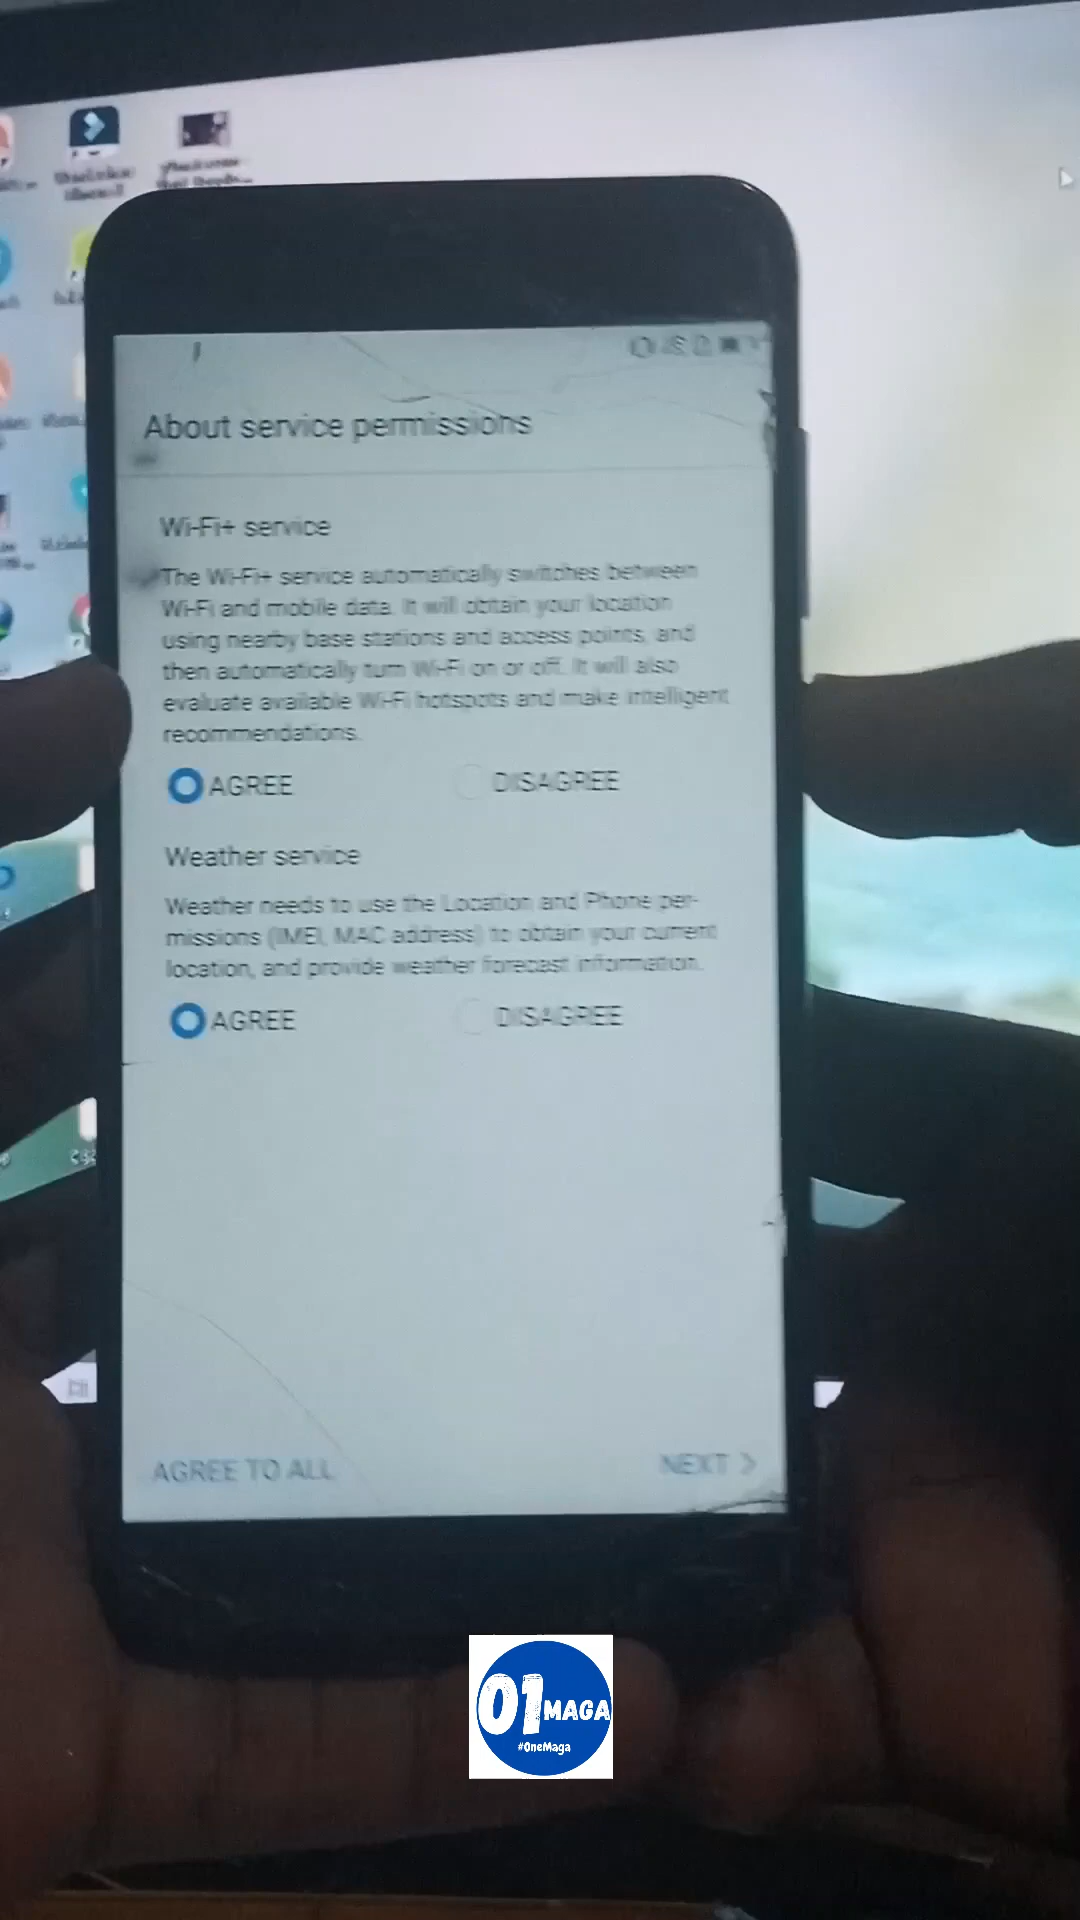 About service permissions
Wi-Fi+ service
The Wi-Fi+ service automatically switches between
Wi-Fi and mobile data. It will obtain your location
using nearby base stations and access points, and
then automatically turn Wi-Fi on or off. It will also
evaluate available Wi-Fi hotspots and make intelligent
recommendations.
AGREE DISAGREE
Weather service
Weather needs to use the Location and Phone per-
missions (IMEI, MAC address) to obtain your current
location, and provide weather forecast information.
AGREE DISAGREE
AGREE TO ALL NEXT >
01 MAGA
#OneMaga